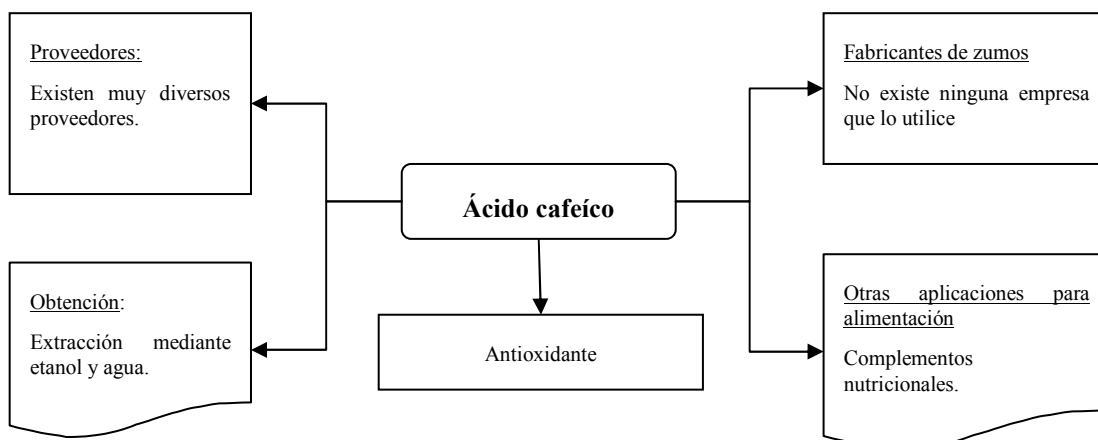 Proveedores:
Existen muy diversos
proveedores.
Fabricantes de zumos
No existe ninguna empresa
que lo utilice
Ácido cafeíco
Obtención:
Extracción mediante
etanol y agua.
Antioxidante
Otras aplicaciones para
alimentación
Complementos
nutricionales.